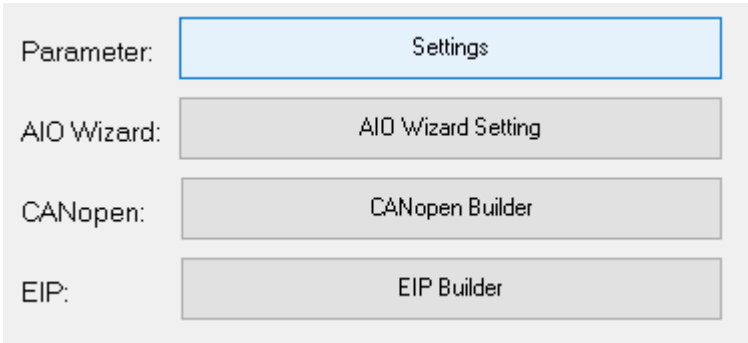 Parameter: Settings
AIO Wizard: AIO Wizard Setting
CANopen: CANopen Builder
EIP: EIP Builder